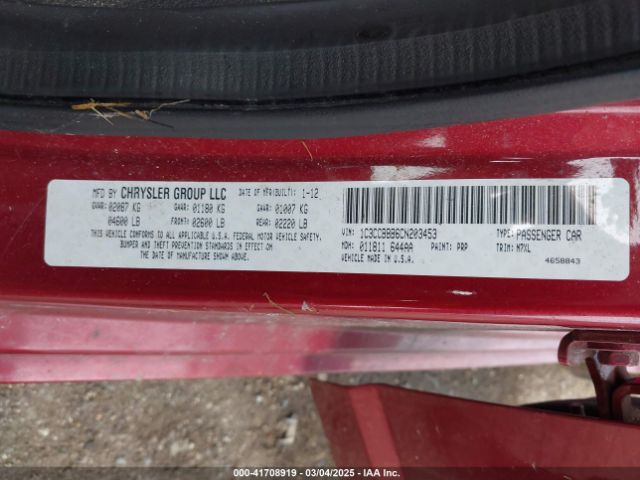 MFD BY CHRYSLER GROUP LLC DATE OF MFR(BUILT): 1-12
GVWR: 02087 KG GAWR: 01180 KG GAWR: 01007 KG
04600 LB FRONT: 02600 LB REAR: 02220 LB
THIS VEHICLE CONFORMS TO ALL APPLICABLE FEDERAL MOTOR VEHICLE SAFETY,
BUMPER AND THEFT PREVENTION STANDARDS IN EFFECT IN THE U.S.A. ON
THE DATE OF MANUFACTURE SHOWN ABOVE.
VIN: 1C3CCBBB6CN203453 TYPE: PASSENGER CAR
MDH: 011811 644AA PAINT: PRP TRIM: M7XL
VEHICLE MADE IN U.S.A. 4658843
000-41708919 - 03/04/2025 - IAA Inc.